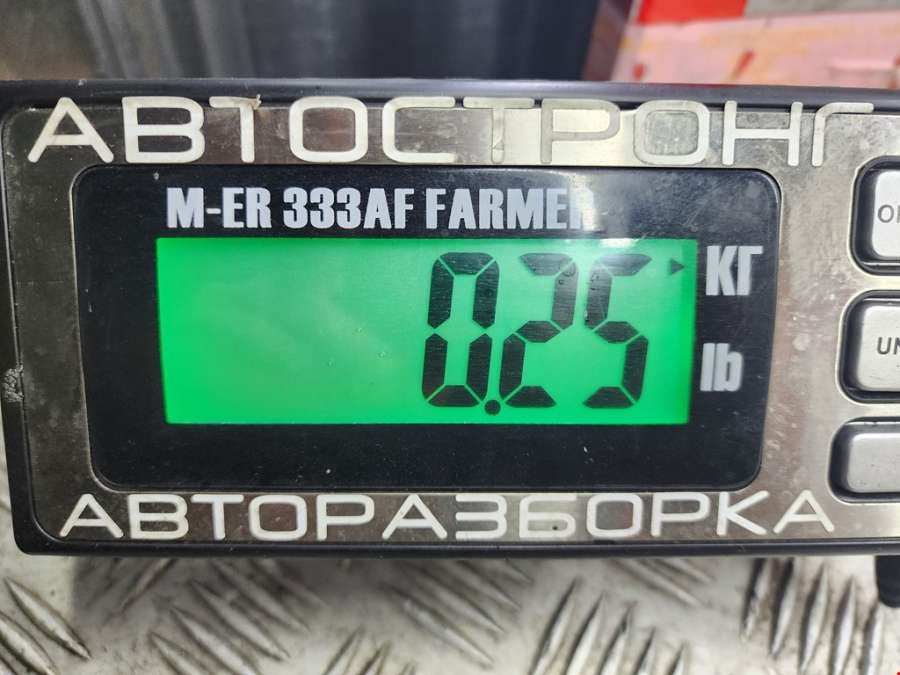 АВТОСТРОНГ
M-ER 333AF FARMER
0.25
КГ
lb
АВТОРАЗБОРКА